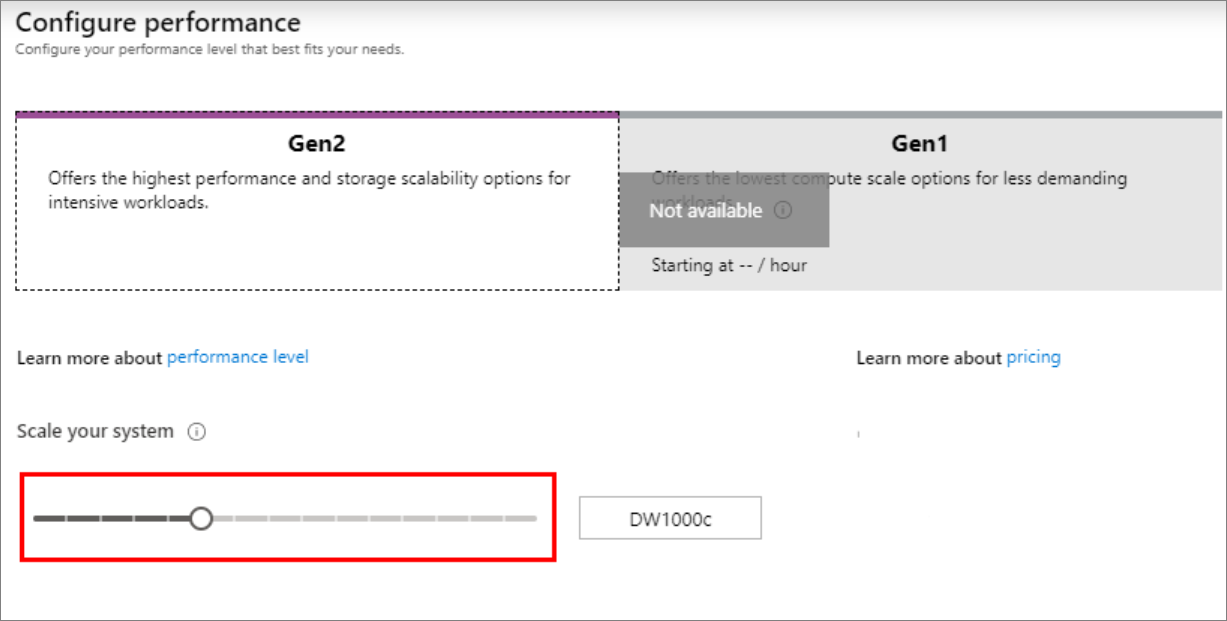 Configure performance
Configure your performance level that best fits your needs.
Gen2
Offers the highest performance and storage scalability options for
intensive workloads.
Gen1
Offers the lowest compute scale options for less demanding
workloads.
Not available
Starting at -- / hour
Learn more about performance level
Learn more about pricing
Scale your system
DW1000c